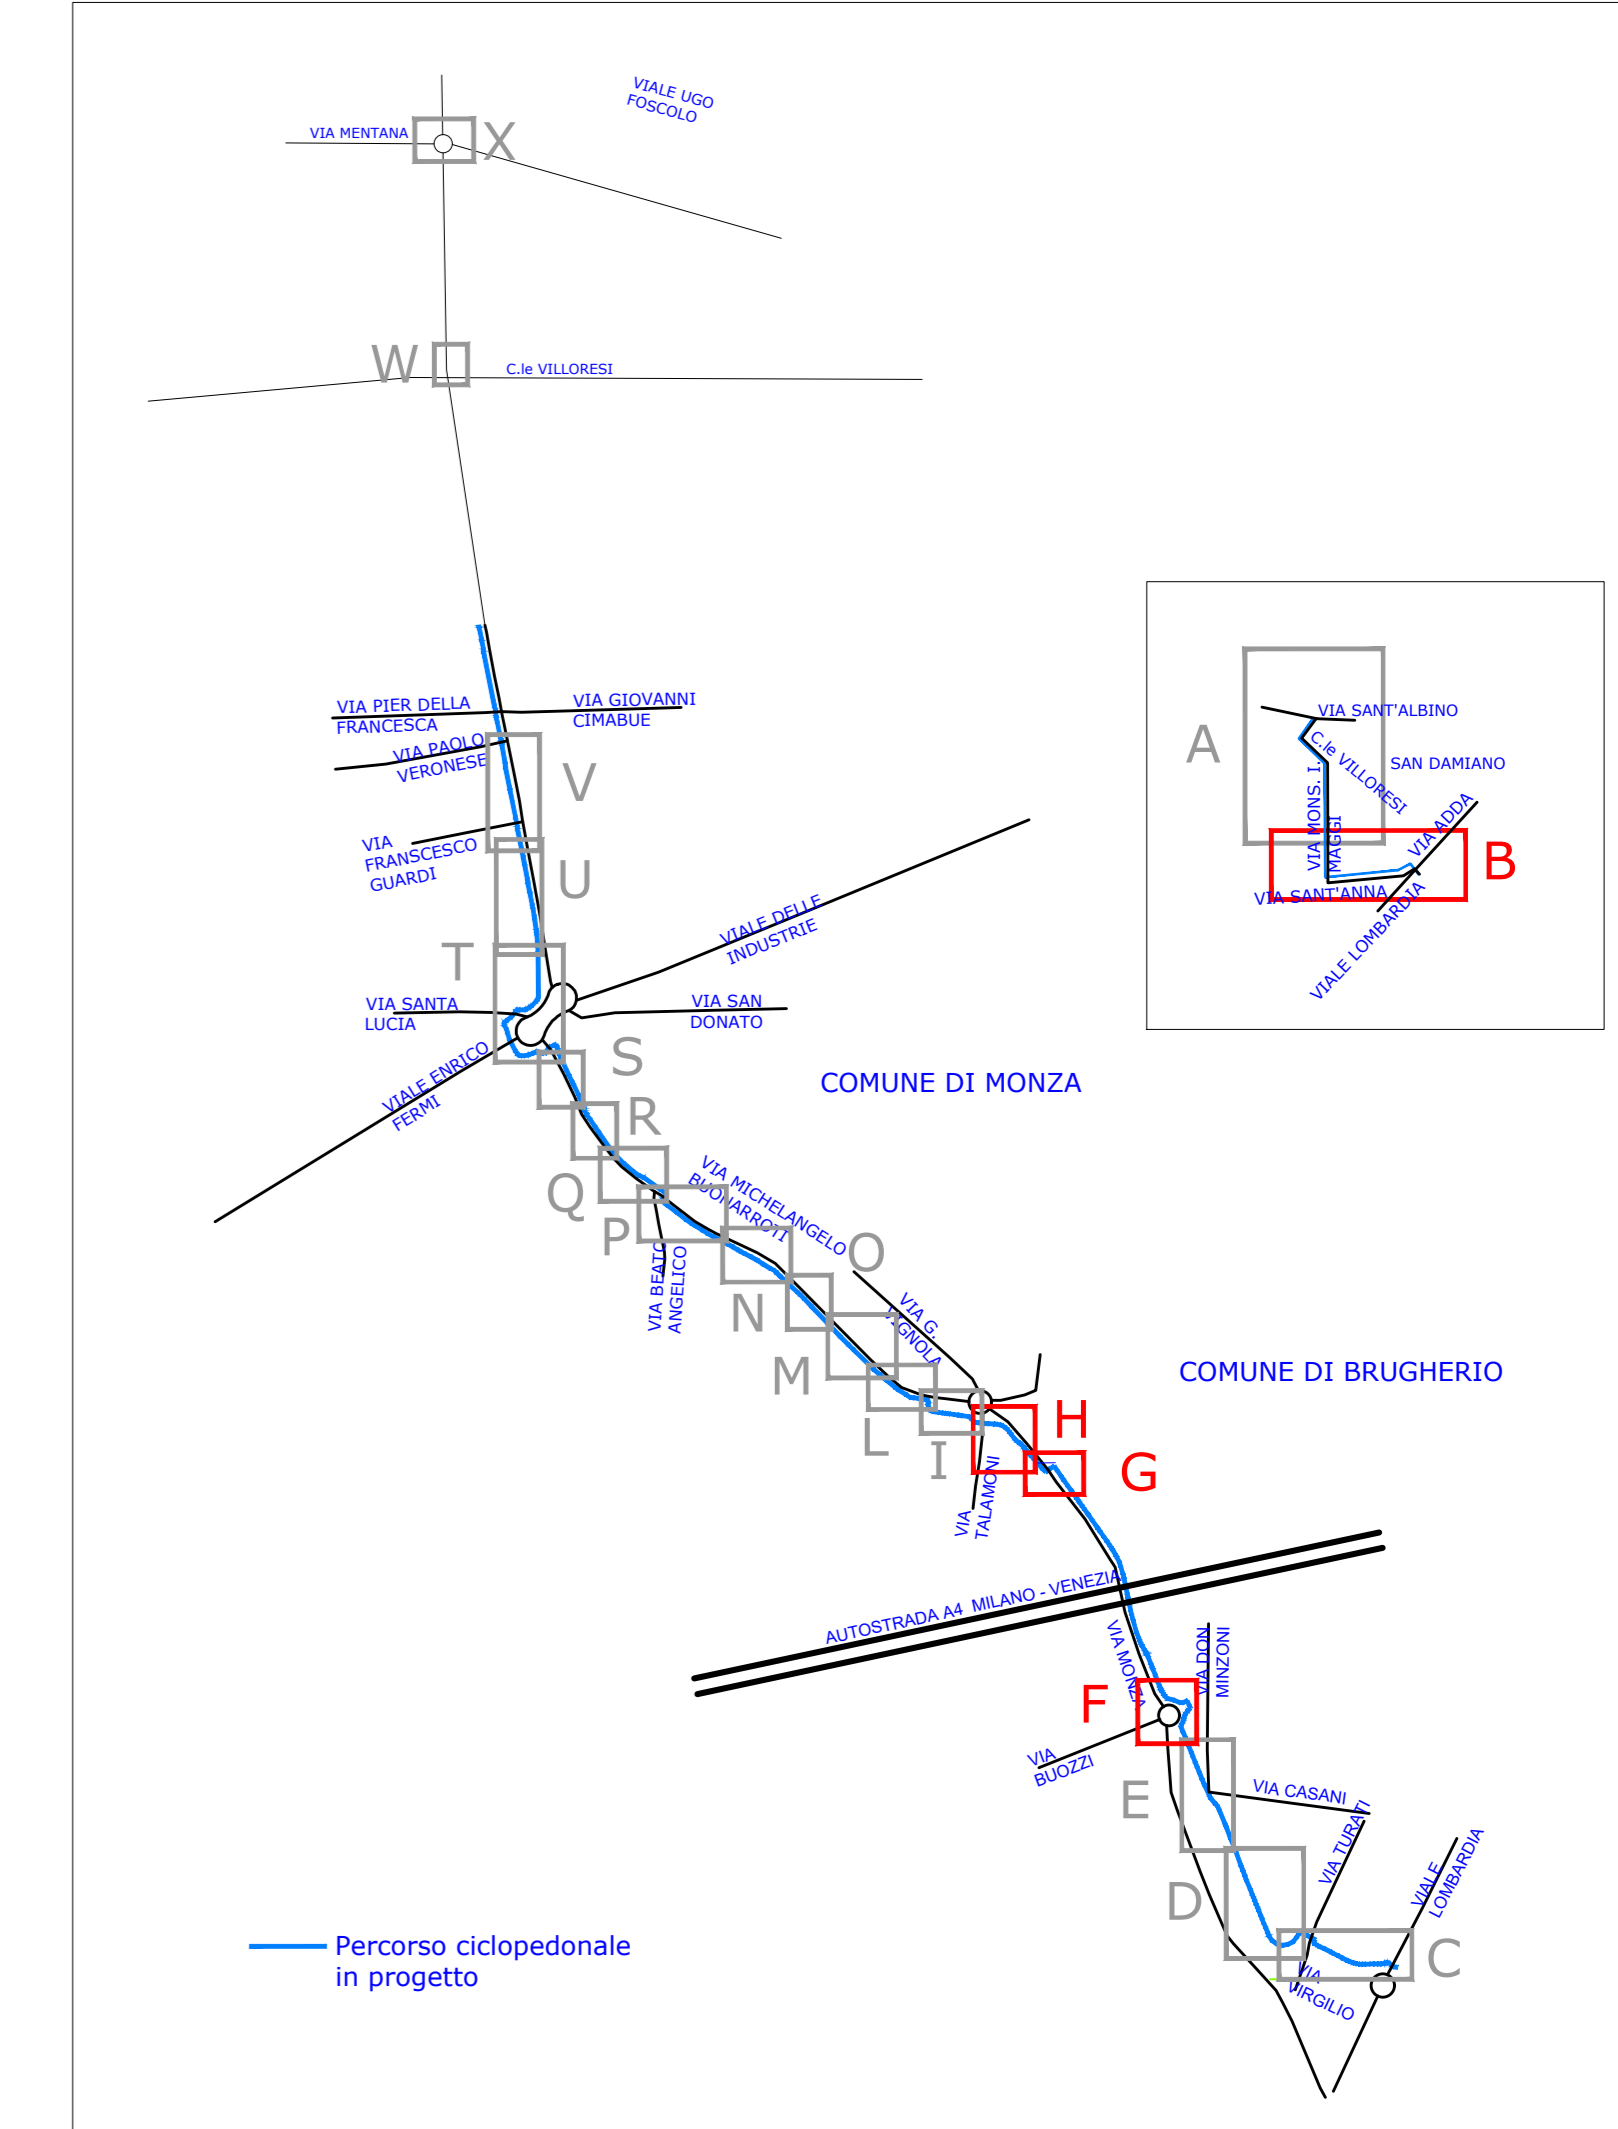 VIALE UGO
FOSCOLO
VIA MENTANA
X
W
C.le VILLORESI
VIA PIER DELLA
FRANCESCA
VIA GIOVANNI
CIMABUE
VIA PAOLO
VERONESE
V
VIA
FRANSCESCO
GUARDI
U
T
VIALE DELLE
INDUSTRIE
VIA SANTA
LUCIA
VIA SAN
DONATO
VIALE ENRICO
FERMI
S
R
Q
P
COMUNE DI MONZA
VIA MICHELANGELO
BUONARROTI
O
VIA BEATO
ANGELICO
N
M
L
I
VIA G.
VIGNOLA
VIA
TALAMONI
H
G
COMUNE DI BRUGHERIO
A
VIA SANT'ALBINO
C.le VILLORESI
SAN DAMIANO
VIA MONS. I.
MAGGI
VIA ADDA
B
VIA SANT'ANNA
VIALE LOMBARDIA
AUTOSTRADA A4 MILANO - VENEZIA
VIA MONZA
VIA DON
MINZONI
F
VIA
BUOZZI
E
VIA CASANI
VIA TURATI
VIALE
LOMBARDIA
D
C
VIA
VIRGILIO
Percorso ciclopedonale
in progetto